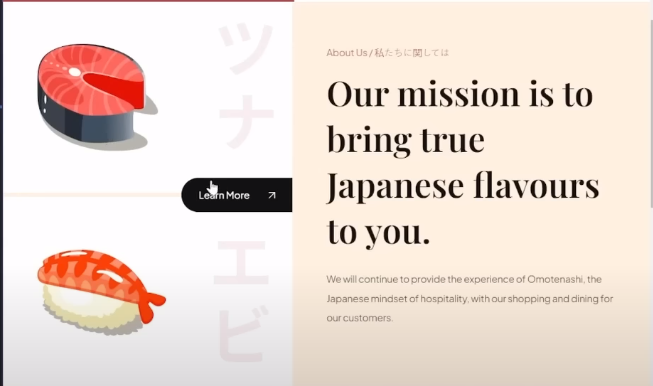 ツナ
Learn More
エビ
About Us / 私たちに関しては
Our mission is to
bring true
Japanese flavours
to you.
We will continue to provide the experience of Omotenashi, the
Japanese mindset of hospitality, with our shopping and dining for
our customers.